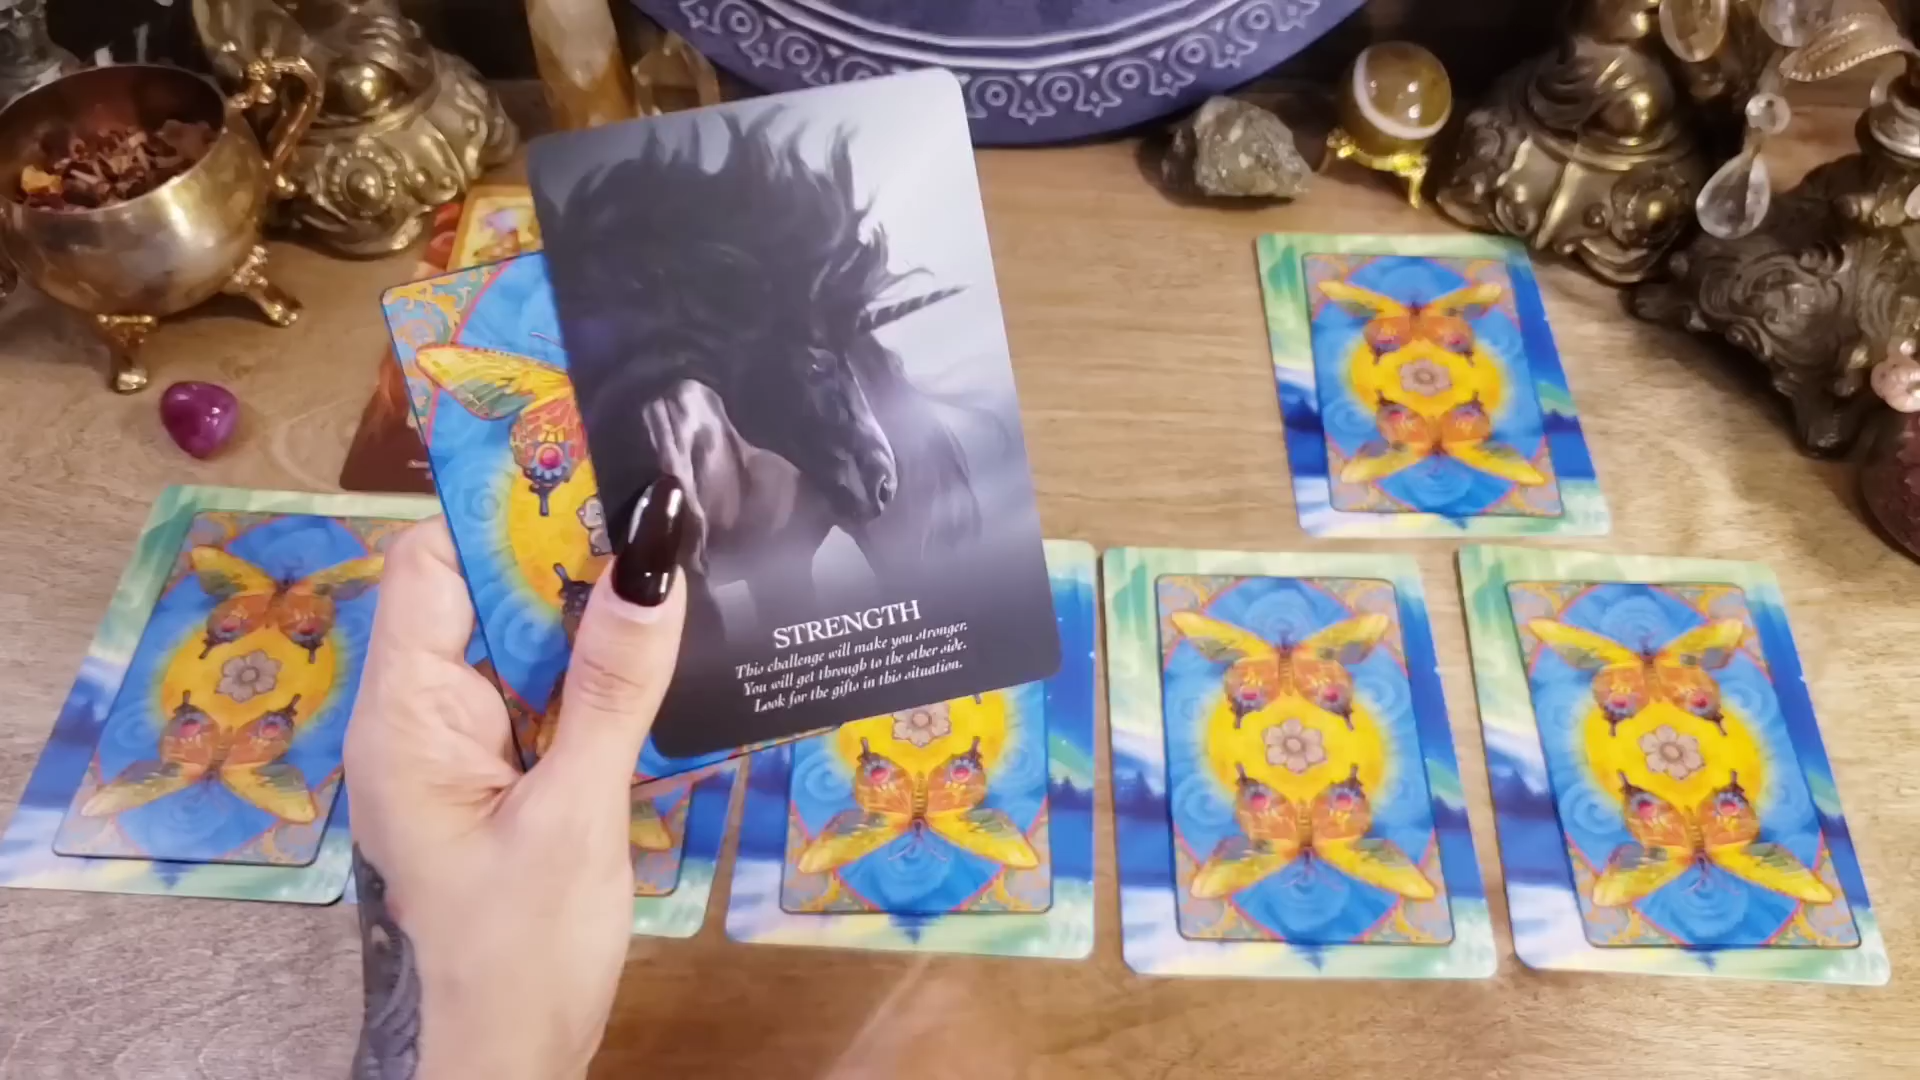 STRENGTH
This challenge will make you stronger.
You will get through to the other side.
Look for the gifts in this situation.